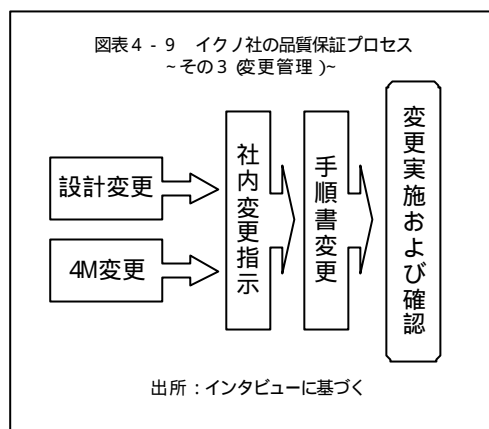 図表4-9 イクノ社の品質保証プロセス
~その3(変更管理)~
設計変更
4M変更
社内変更指示
手順書変更
変更実施および確認
出所:インタビューに基づく